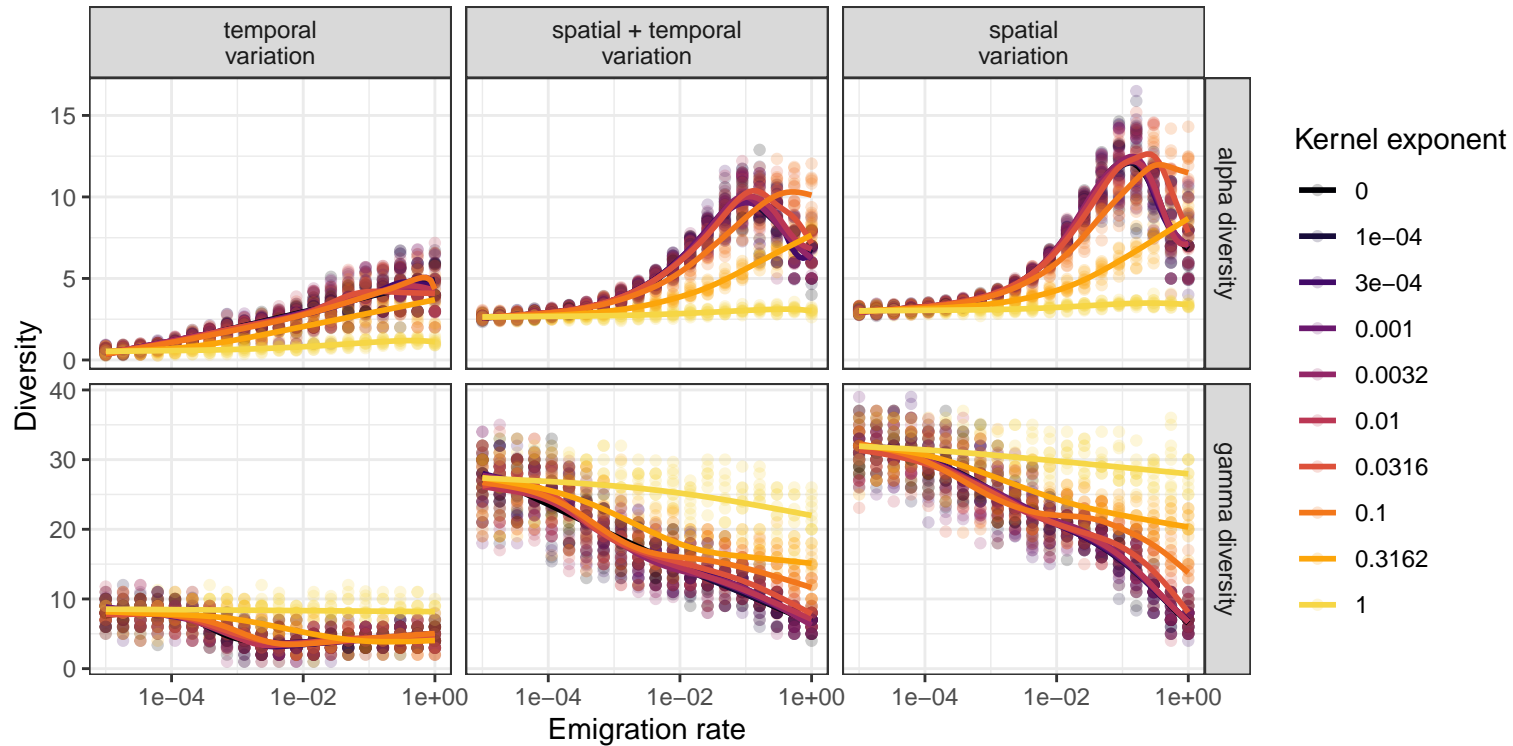 temporal
variation
spatial + temporal
variation
spatial
variation
15
10
5
0
alpha diversity
40
30
20
10
0
gamma diversity
Diversity
1e−04
1e−02
1e+00
1e−04
1e−02
1e+00
1e−04
1e−02
1e+00
Emigration rate
Kernel exponent
0
1e−04
3e−04
0.001
0.0032
0.01
0.0316
0.1
0.3162
1